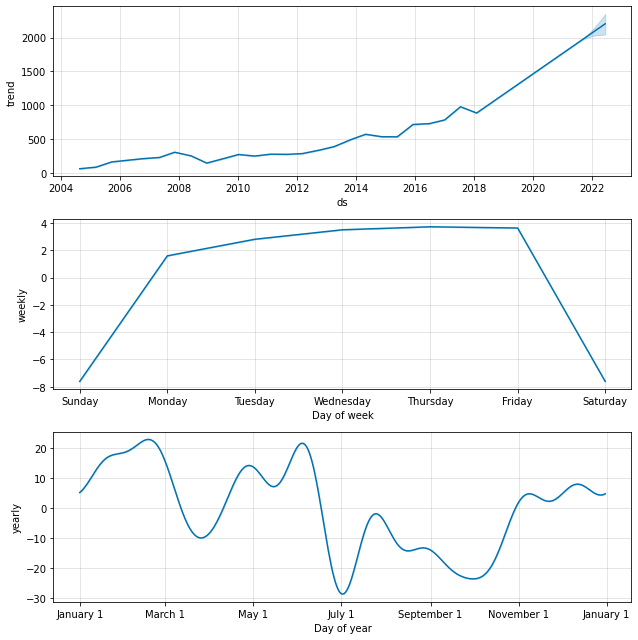 2000
1500
1000
500
0
trend
2004 2006 2008 2010 2012 2014 2016 2018 2020 2022
ds
4
2
0
−2
−4
−6
−8
weekly
Sunday Monday Tuesday Wednesday Thursday Friday Saturday
Day of week
20
10
0
−10
−20
−30
yearly
January 1 March 1 May 1 July 1 September 1 November 1 January 1
Day of year